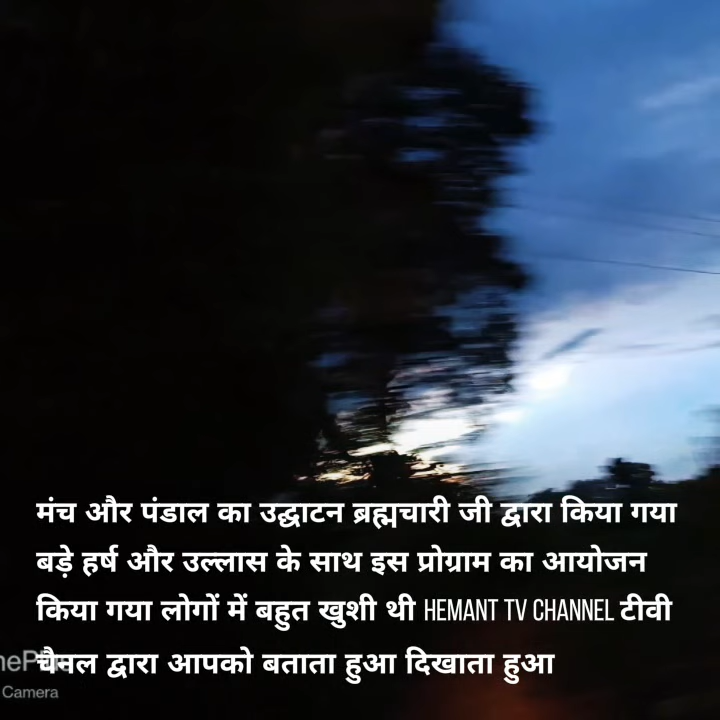 मंच और पंडाल का उद्घाटन ब्रह्मचारी जी द्वारा किया गया
बड़े हर्ष और उल्लास के साथ इस प्रोग्राम का आयोजन
किया गया लोगों में बहुत खुशी थी HEMANT TV CHANNEL टीवी
चैनल द्वारा आपको बताता हुआ दिखाता हुआ
Camera